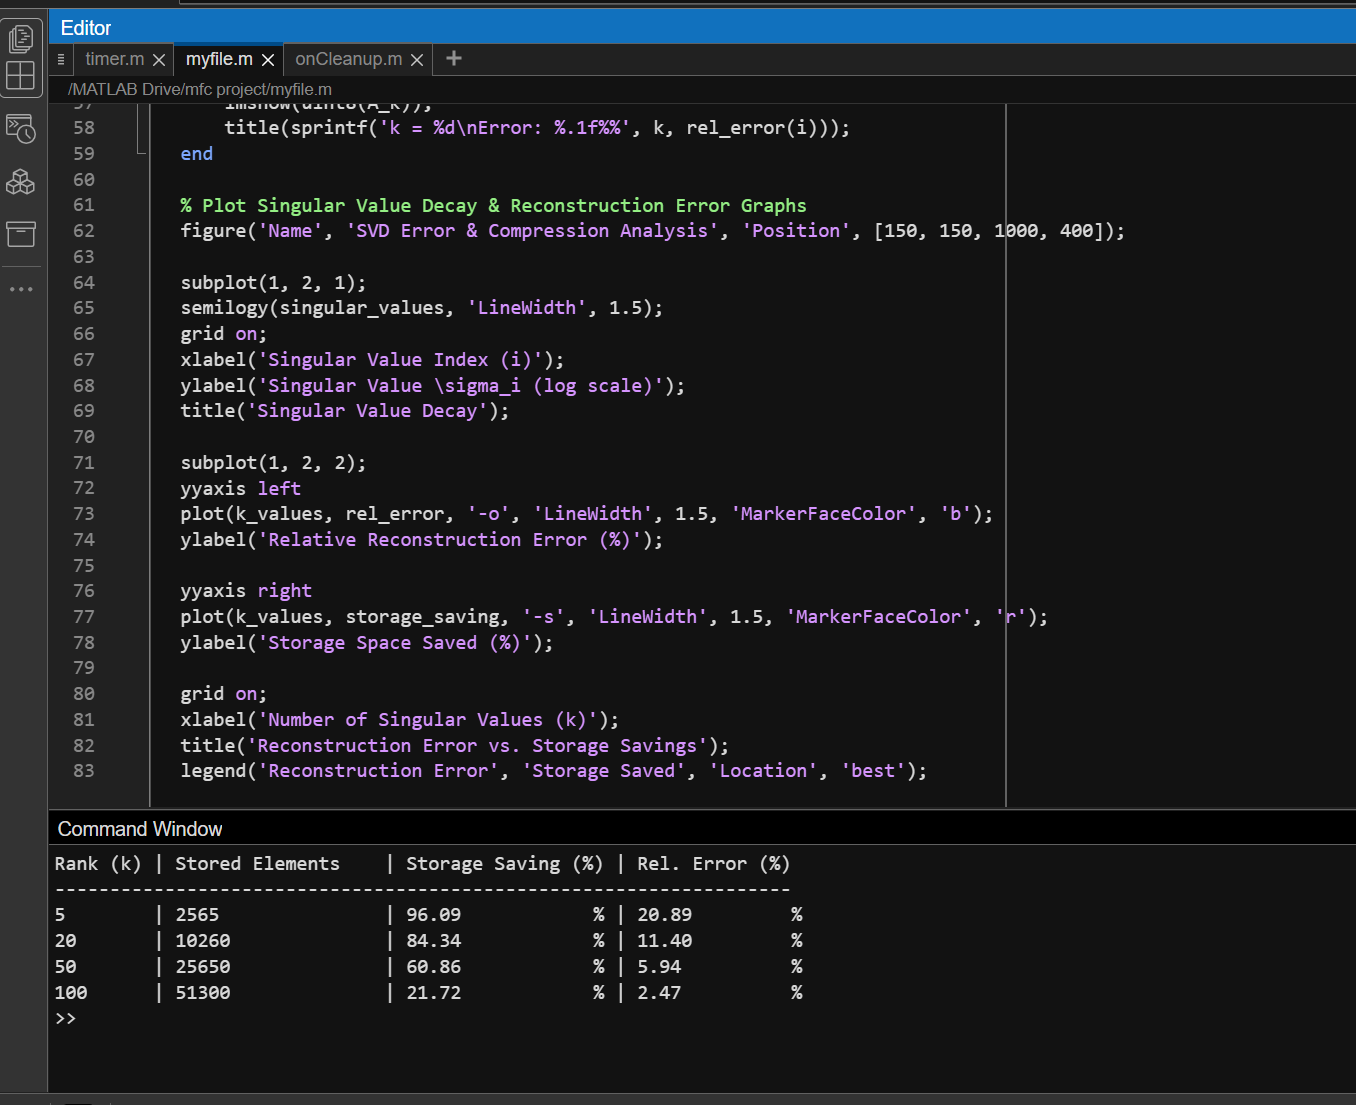 Editor
timer.m
myfile.m
onCleanup.m
/MATLAB Drive/mfc project/myfile.m
57 imshow(uint8(A_k));
58 title(sprintf('k = %d\nError: %.1f%%', k, rel_error(i)));
59 end
60
61 % Plot Singular Value Decay & Reconstruction Error Graphs
62 figure('Name', 'SVD Error & Compression Analysis', 'Position', [150, 150, 1000, 400]);
63
64 subplot(1, 2, 1);
65 semilogy(singular_values, 'LineWidth', 1.5);
66 grid on;
67 xlabel('Singular Value Index (i)');
68 ylabel('Singular Value \sigma_i (log scale)');
69 title('Singular Value Decay');
70
71 subplot(1, 2, 2);
72 yyaxis left
73 plot(k_values, rel_error, '-o', 'LineWidth', 1.5, 'MarkerFaceColor', 'b');
74 ylabel('Relative Reconstruction Error (%)');
75
76 yyaxis right
77 plot(k_values, storage_saving, '-s', 'LineWidth', 1.5, 'MarkerFaceColor', 'r');
78 ylabel('Storage Space Saved (%)');
79
80 grid on;
81 xlabel('Number of Singular Values (k)');
82 title('Reconstruction Error vs. Storage Savings');
83 legend('Reconstruction Error', 'Storage Saved', 'Location', 'best');
Command Window
Rank (k) | Stored Elements | Storage Saving (%) | Rel. Error (%)
-------------------------------------------------------------------
5 | 2565 | 96.09 % | 20.89 %
20 | 10260 | 84.34 % | 11.40 %
50 | 25650 | 60.86 % | 5.94 %
100 | 51300 | 21.72 % | 2.47 %
>>